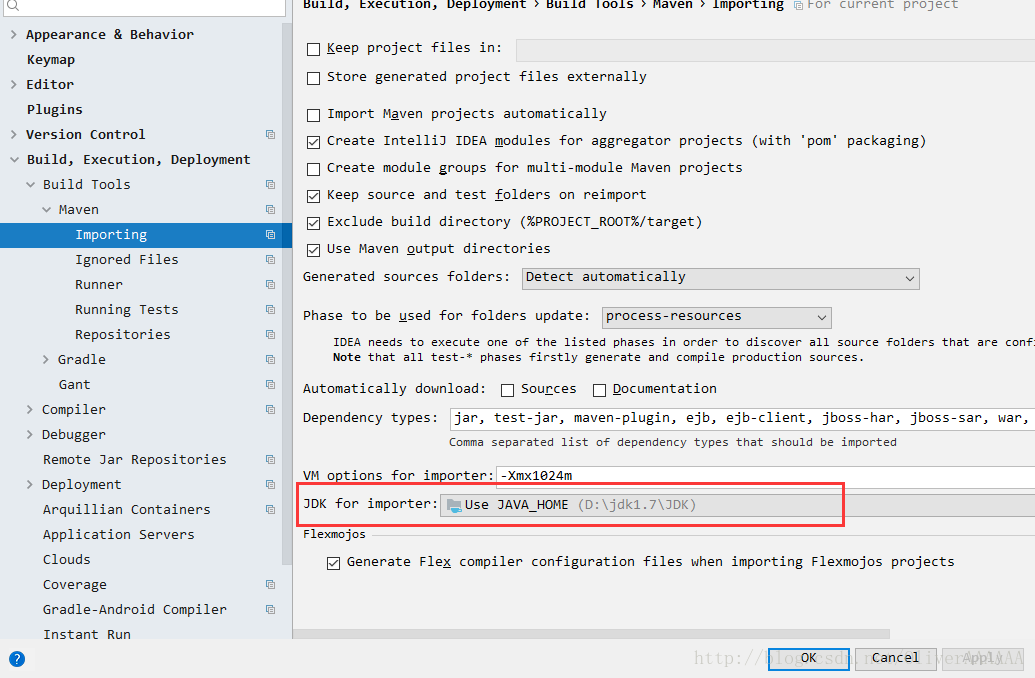 Build, Execution, Deployment › Build Tools › Maven › Importing For current project
Appearance & Behavior
Keymap
Editor
Plugins
Version Control
Build, Execution, Deployment
Build Tools
Maven
Importing
Ignored Files
Runner
Running Tests
Repositories
Gradle
Gant
Compiler
Debugger
Remote Jar Repositories
Deployment
Arquillian Containers
Application Servers
Clouds
Coverage
Gradle-Android Compiler
Instant Run
Keep project files in:
Store generated project files externally
Import Maven projects automatically
Create IntelliJ IDEA modules for aggregator projects (with 'pom' packaging)
Create module groups for multi-module Maven projects
Keep source and test folders on reimport
Exclude build directory (%PROJECT_ROOT%/target)
Use Maven output directories
Generated sources folders: Detect automatically
Phase to be used for folders update: process-resources
IDEA needs to execute one of the listed phases in order to discover all source folders that are
Note that all test-* phases firstly generate and compile production sources.
Automatically download: Sources Documentation
Dependency types: jar, test-jar, maven-plugin, ejb, ejb-client, jboss-har, jboss-sar, war,
Comma separated list of dependency types that should be imported
VM options for importer: -Xmx1024m
JDK for importer: Use JAVA_HOME (D:\jdk1.7\JDK)
Flexmojos
Generate Flex compiler configuration files when importing Flexmojos projects
? OK Cancel Apply